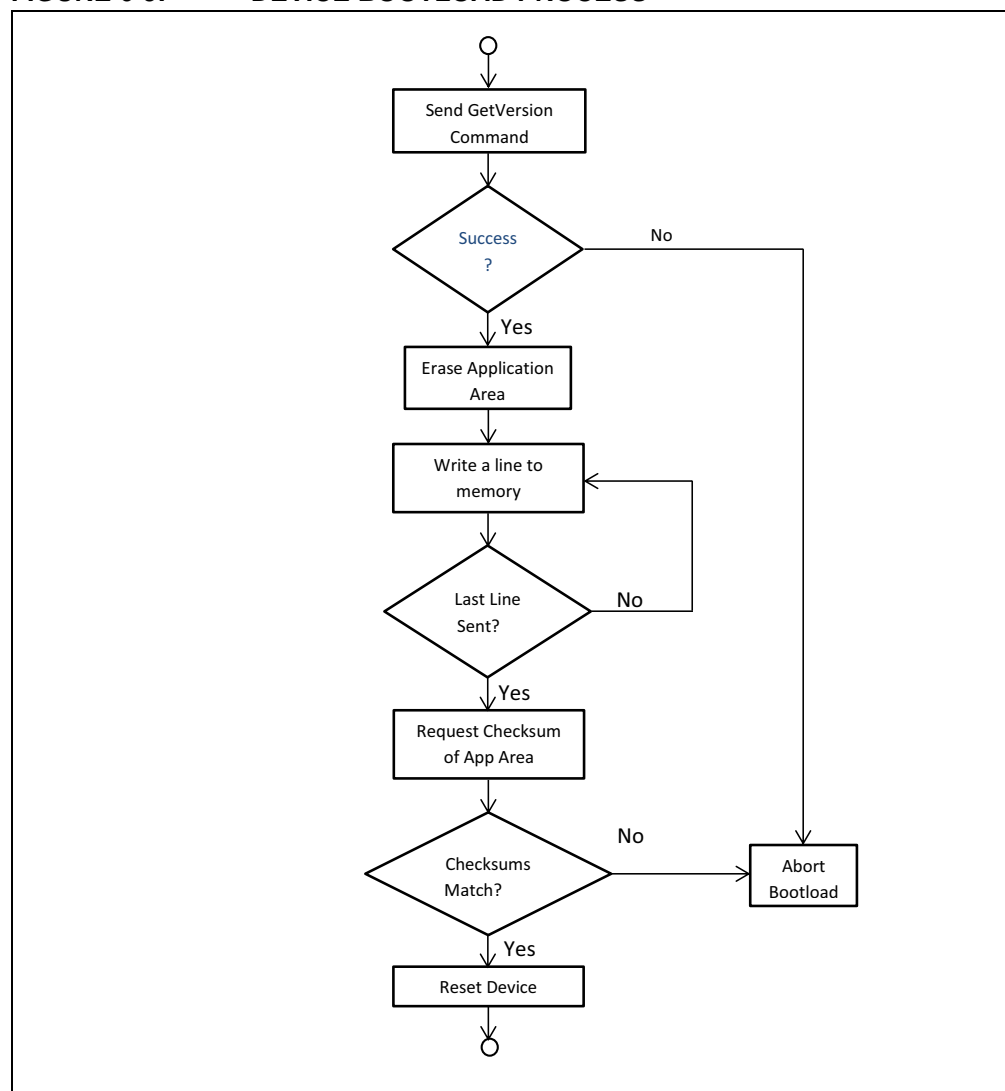 Send GetVersion
Command
Success
?
No
Yes
Erase Application
Area
Write a line to
memory
Last Line
Sent?
No
Yes
Request Checksum
of App Area
Checksums
Match?
No
Abort
Bootload
Yes
Reset Device